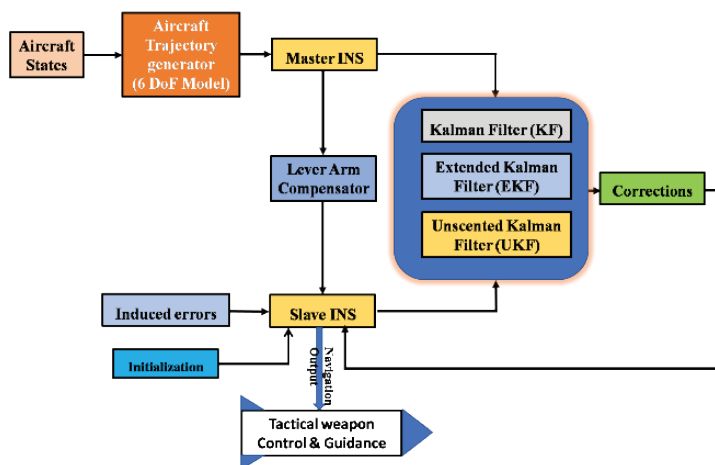 Aircraft
States
Aircraft
Trajectory
generator
(6 DoF Model)
Master INS
Kalman Filter (KF)
Extended Kalman
Filter (EKF)
Unscented Kalman
Filter (UKF)
Corrections
Lever Arm
Compensator
Induced errors
Slave INS
Initialization
Navigation
Output
Tactical weapon
Control & Guidance